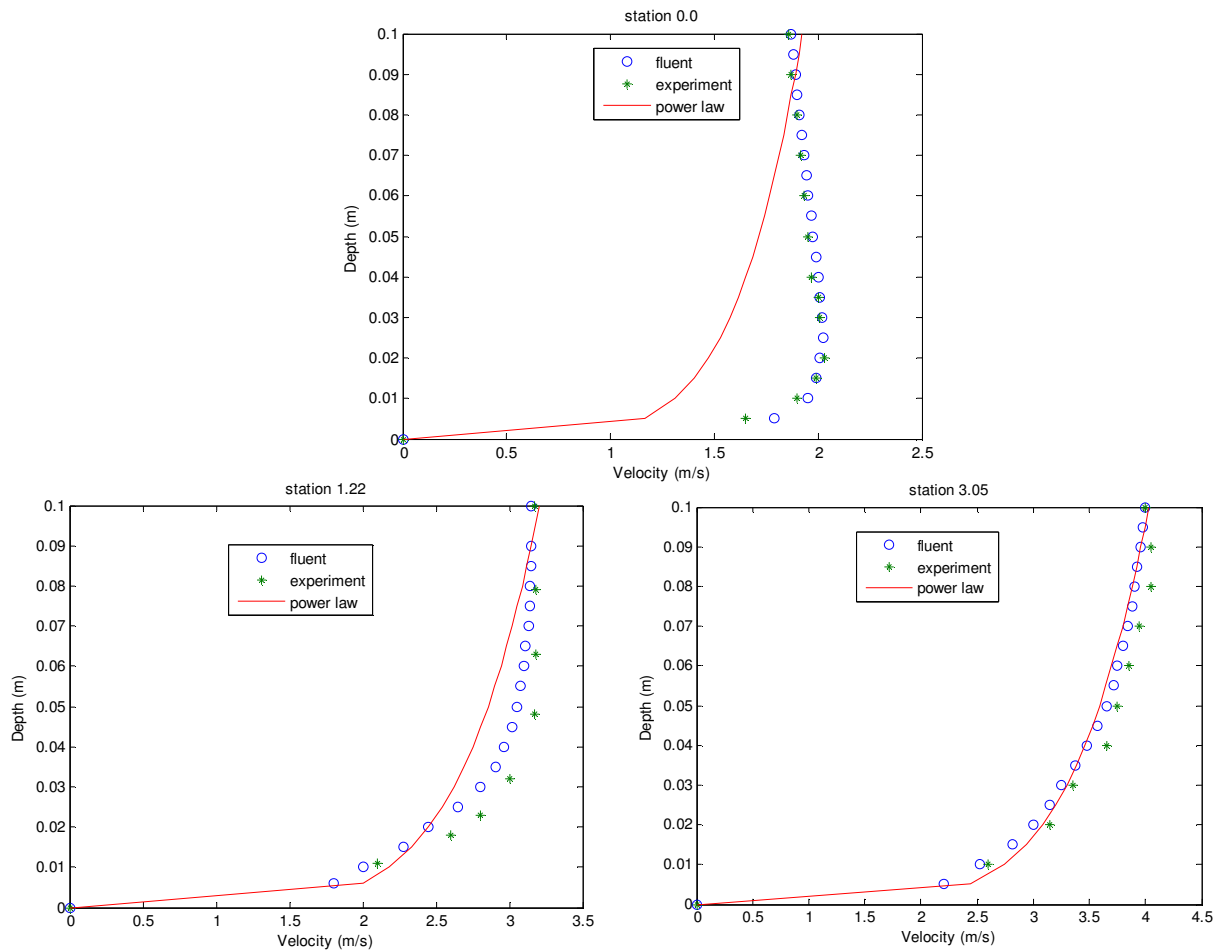 station 0.0
0.1
0.09
0.08
0.07
0.06
0.05
0.04
0.03
0.02
0.01
0
Depth (m)
fluent
experiment
power law
0 0.5 1 1.5 2 2.5
Velocity (m/s)
station 1.22
0.1
0.09
0.08
0.07
0.06
0.05
0.04
0.03
0.02
0.01
0
Depth (m)
fluent
experiment
power law
0 0.5 1 1.5 2 2.5 3 3.5
Velocity (m/s)
station 3.05
0.1
0.09
0.08
0.07
0.06
0.05
0.04
0.03
0.02
0.01
0
Depth (m)
fluent
experiment
power law
0 0.5 1 1.5 2 2.5 3 3.5 4 4.5
Velocity (m/s)